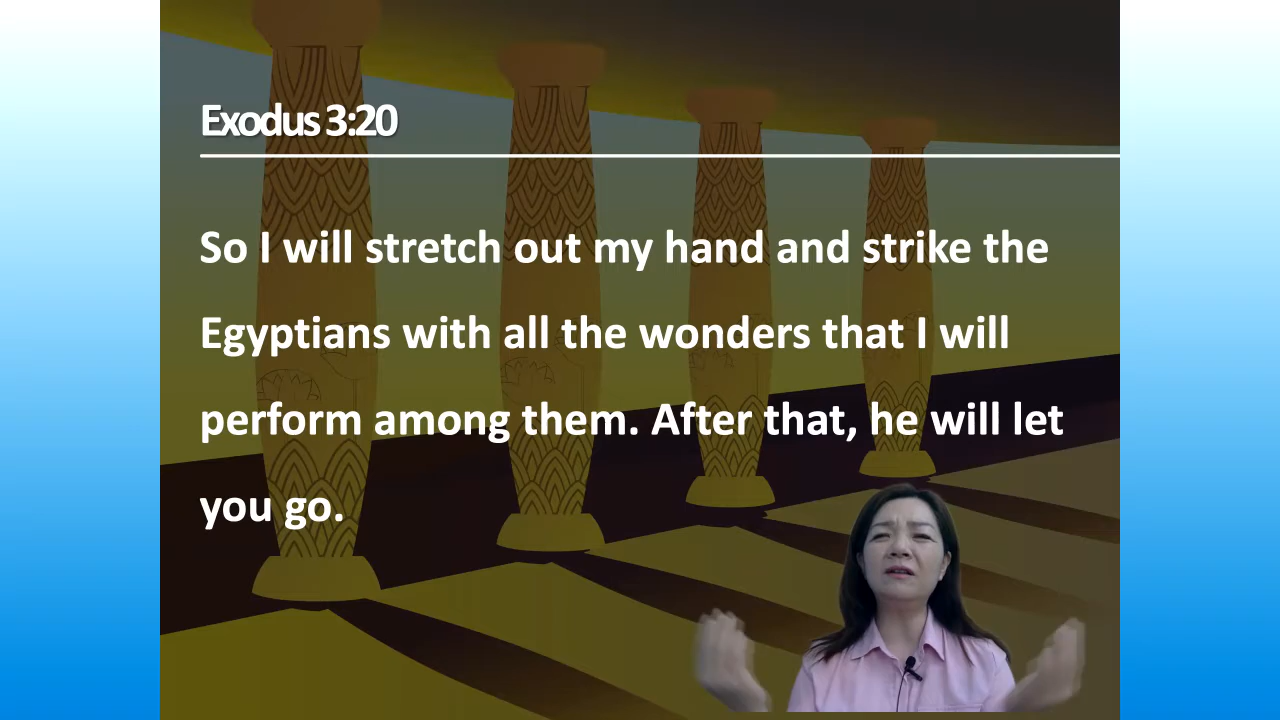 Exodus 3:20
So I will stretch out my hand and strike the
Egyptians with all the wonders that I will
perform among them. After that, he will let
you go.